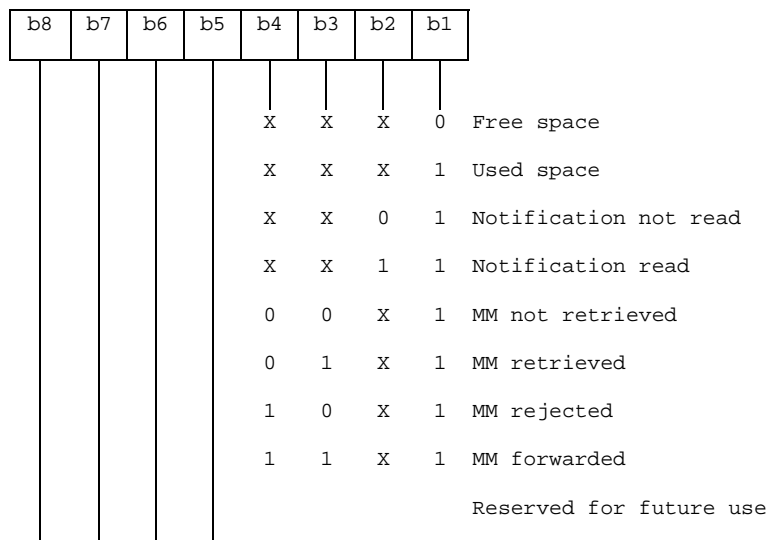 b8 b7 b6 b5 b4 b3 b2 b1
X X X 0 Free space
X X X 1 Used space
X X 0 1 Notification not read
X X 1 1 Notification read
0 0 X 1 MM not retrieved
0 1 X 1 MM retrieved
1 0 X 1 MM rejected
1 1 X 1 MM forwarded
Reserved for future use